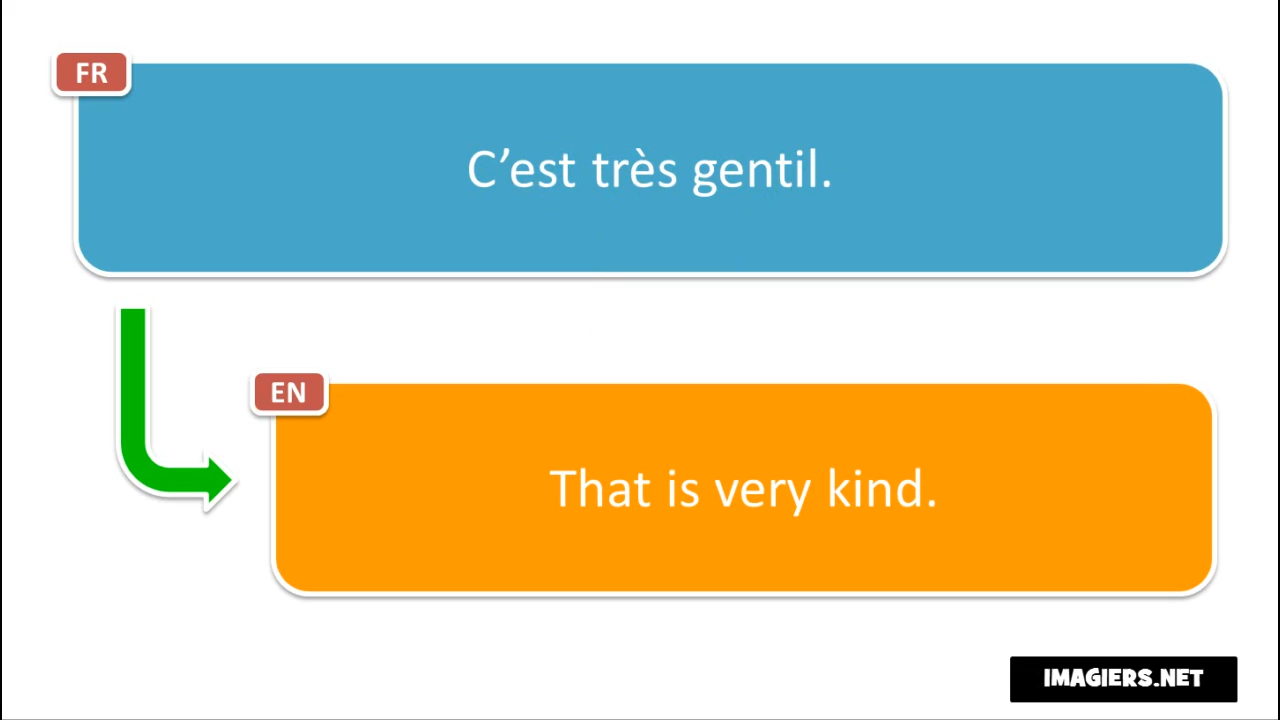 FR
C’est très gentil.
EN
That is very kind.
IMAGIERS.NET